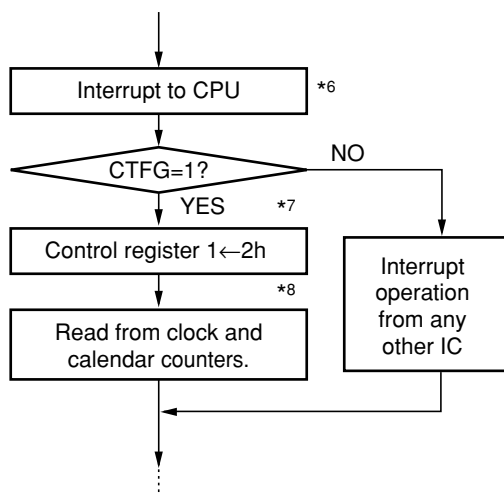 Interrupt to CPU
*6
CTFG=1?
NO
YES
*7
Control register 1←2h
*8
Read from clock and
calendar counters.
Interrupt
operation
from any
other IC